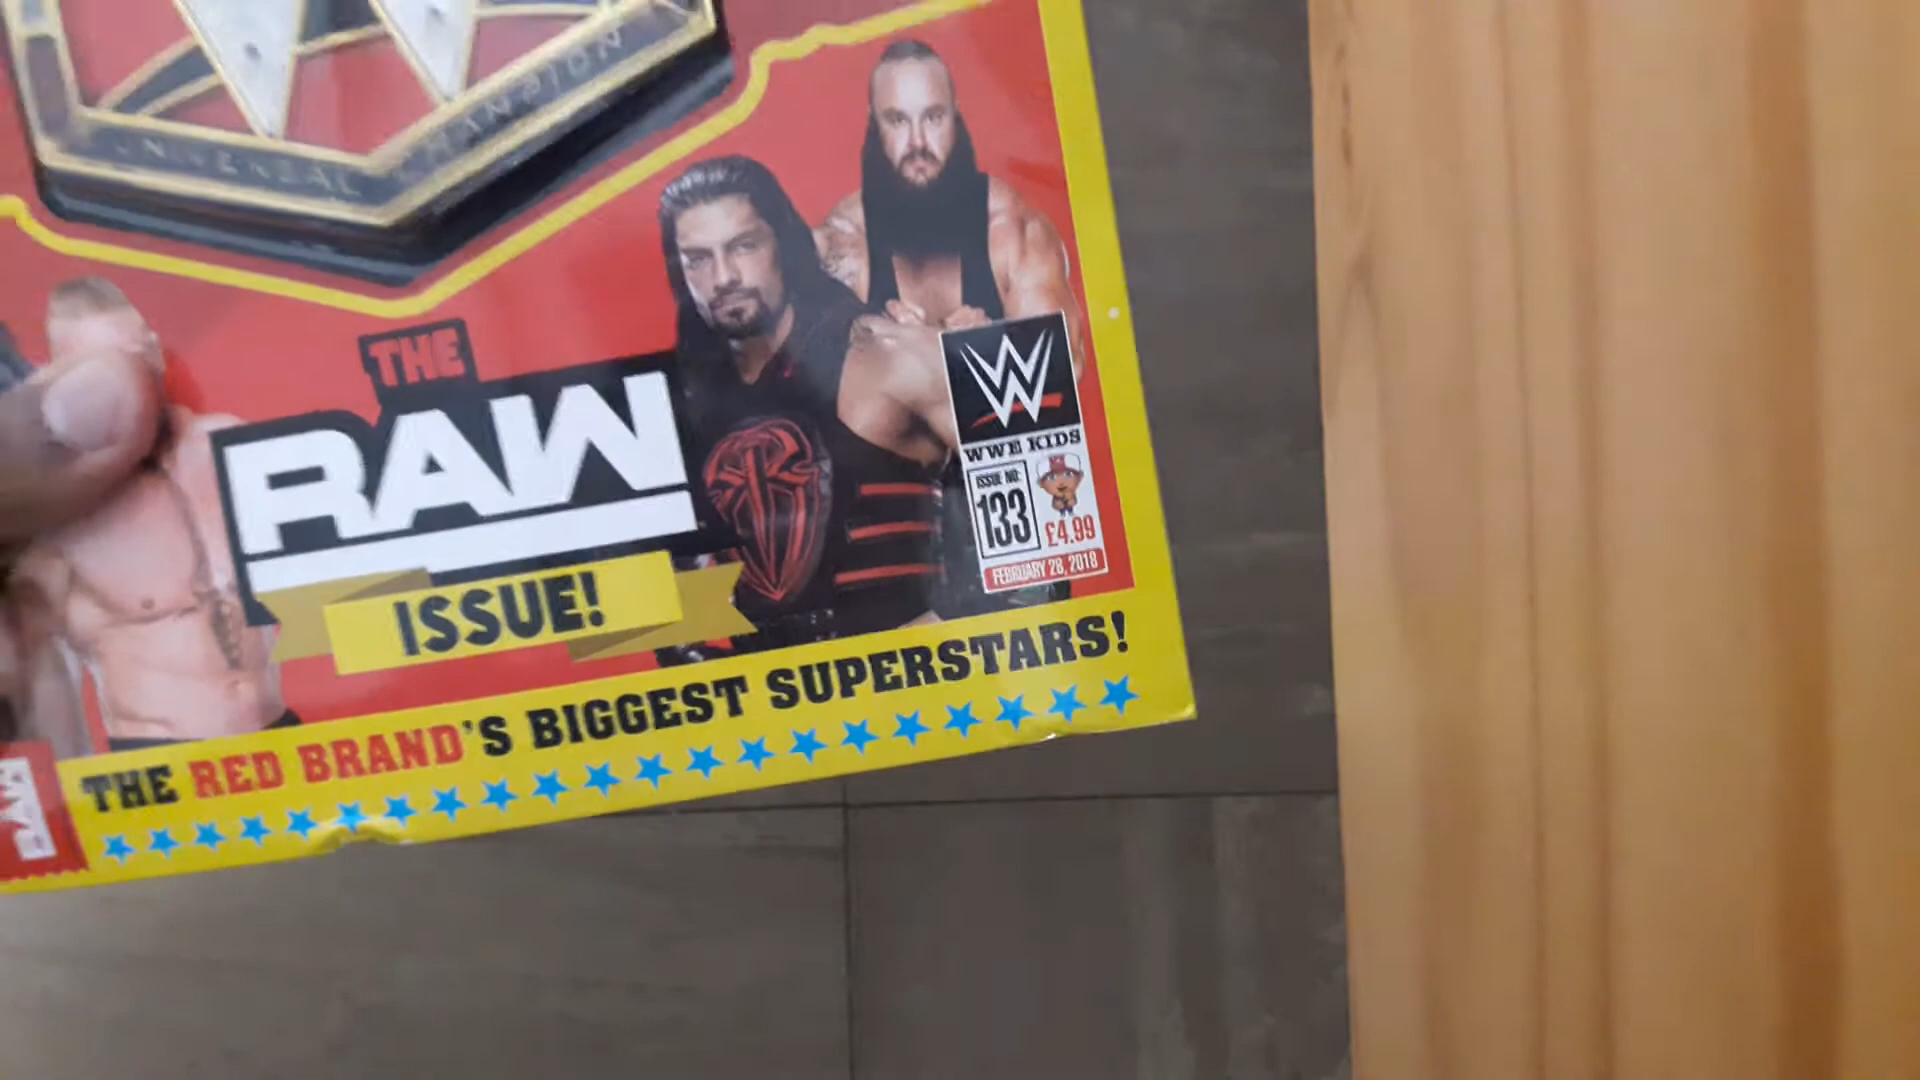 UNIVERSAL CHAMPION
THE
RAW
ISSUE!
WWE KIDS
ISSUE NO:
133
£4.99
FEBRUARY 28, 2018
THE RED BRAND'S BIGGEST SUPERSTARS!
RAW